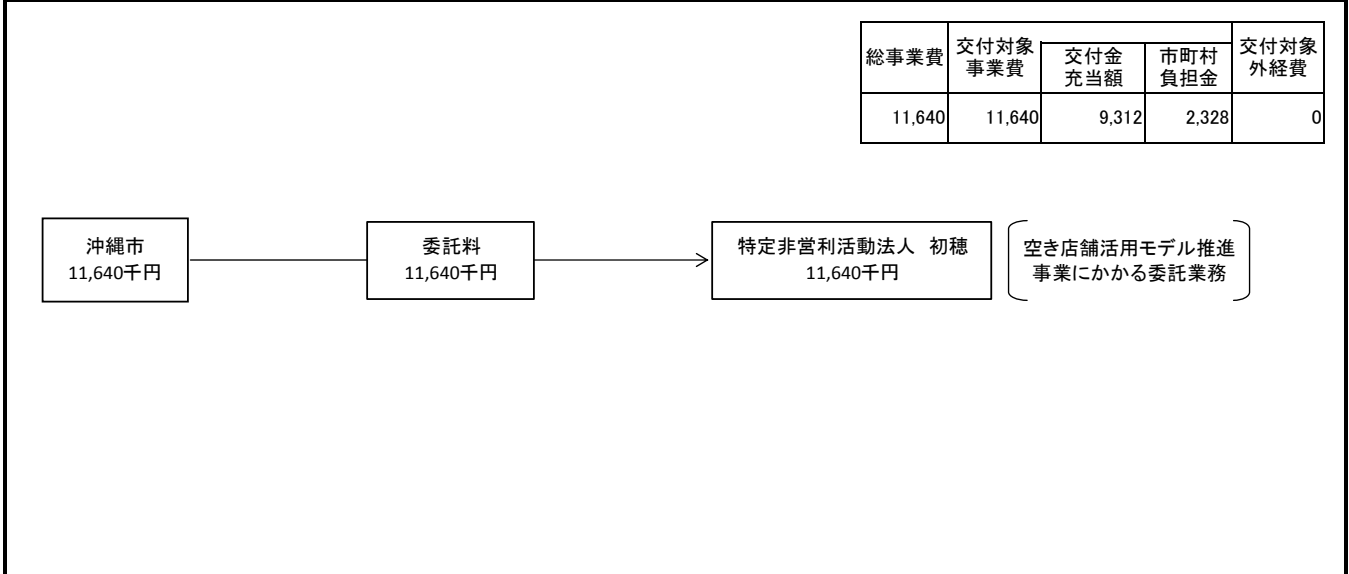 総事業費
交付対象
事業費
交付金
充当額
市町村
負担金
交付対象
外経費
11,640
11,640
9,312
2,328
0
沖縄市
11,640千円
委託料
11,640千円
特定非営利活動法人 初穂
11,640千円
空き店舗活用モデル推進
事業にかかる委託業務